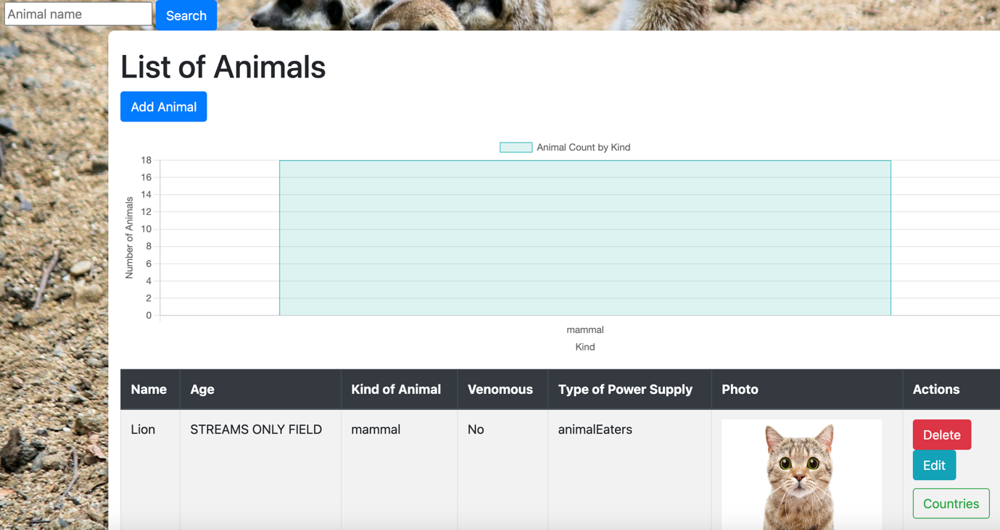 Animal name Search
List of Animals
Add Animal
Animal Count by Kind
18
16
14
12
10
8
6
4
2
0
Number of Animals
mammal
Kind
Name Age Kind of Animal Venomous Type of Power Supply Photo Actions
Lion STREAMS ONLY FIELD mammal No animalEaters Delete
Edit
Countries